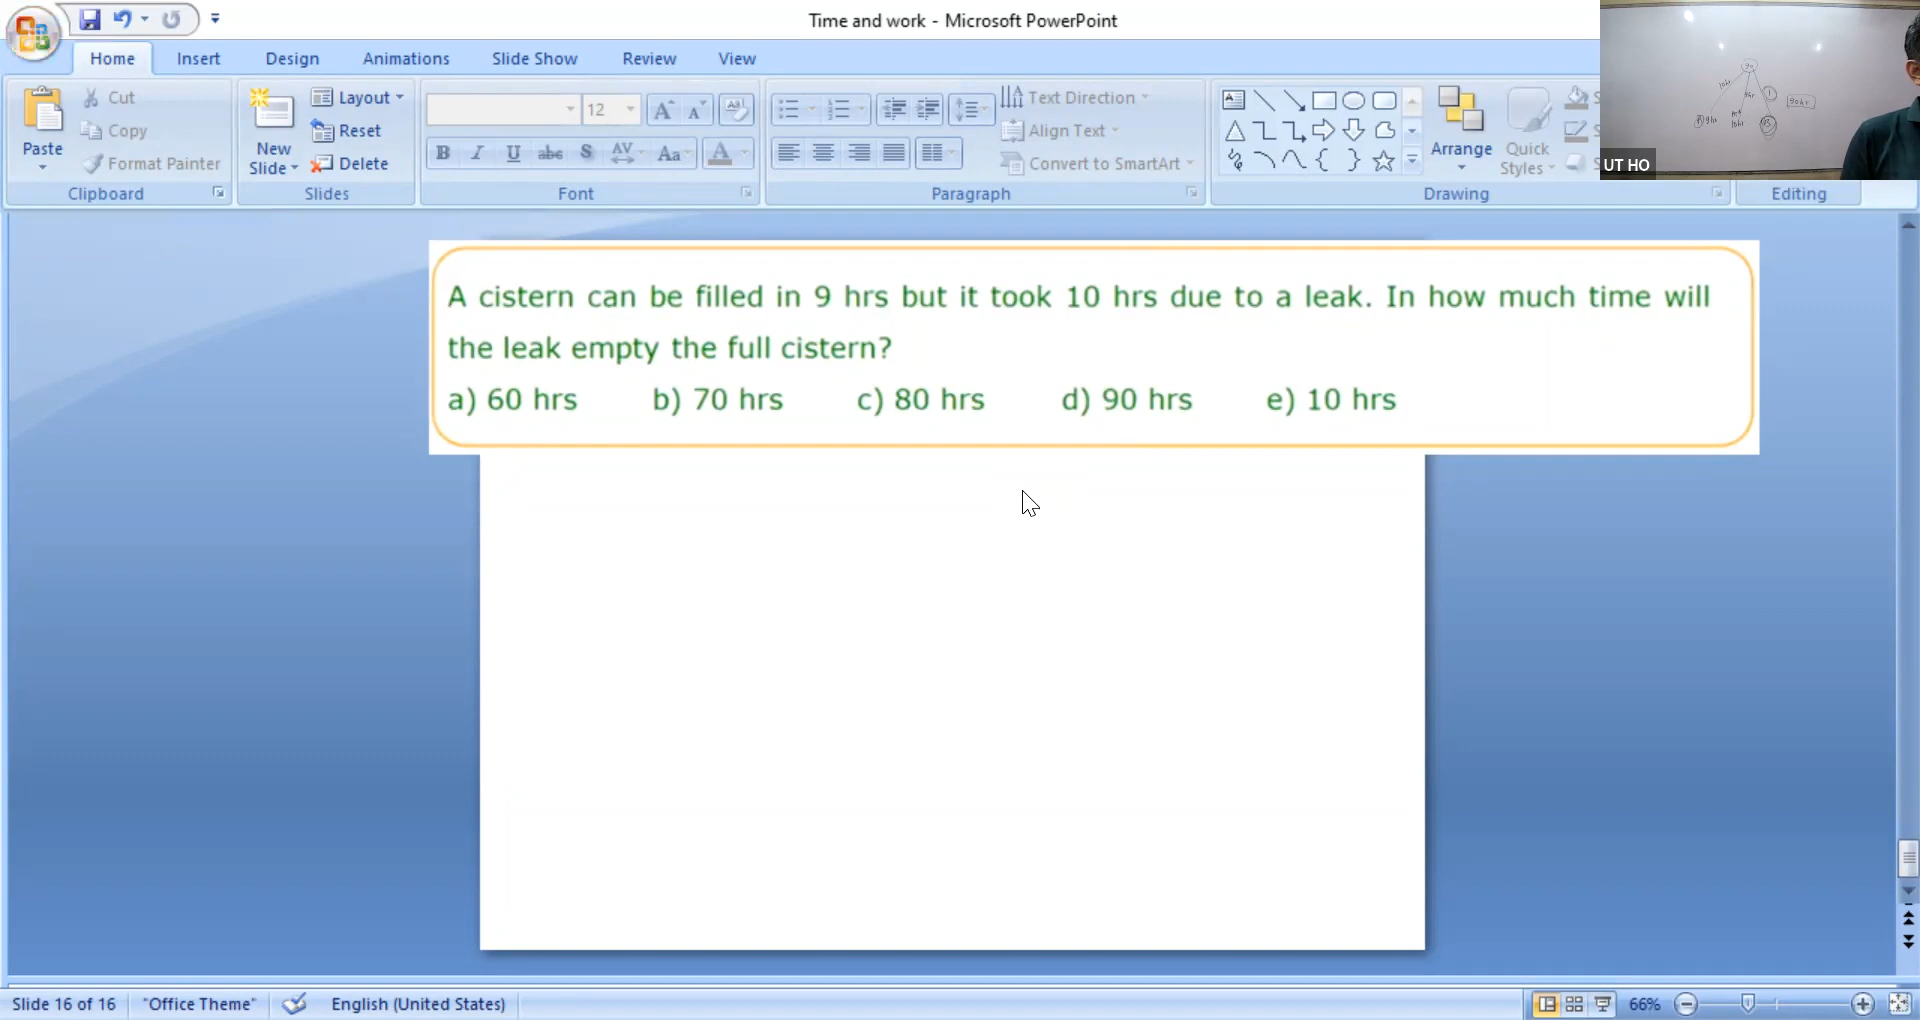 Time and work - Microsoft PowerPoint
Home Insert Design Animations Slide Show Review View
Paste
Cut
Copy
Format Painter
Clipboard
New
Slide
Layout
Reset
Delete
Slides
12
B I U abc S AV Aa A
Font
Text Direction
Align Text
Convert to SmartArt
Paragraph
Arrange
Quick
Styles
S
S
S
Drawing
Editing
UT HO
A cistern can be filled in 9 hrs but it took 10 hrs due to a leak. In how much time will
the leak empty the full cistern?
a) 60 hrs b) 70 hrs c) 80 hrs d) 90 hrs e) 10 hrs
Slide 16 of 16 "Office Theme" English (United States) 66%